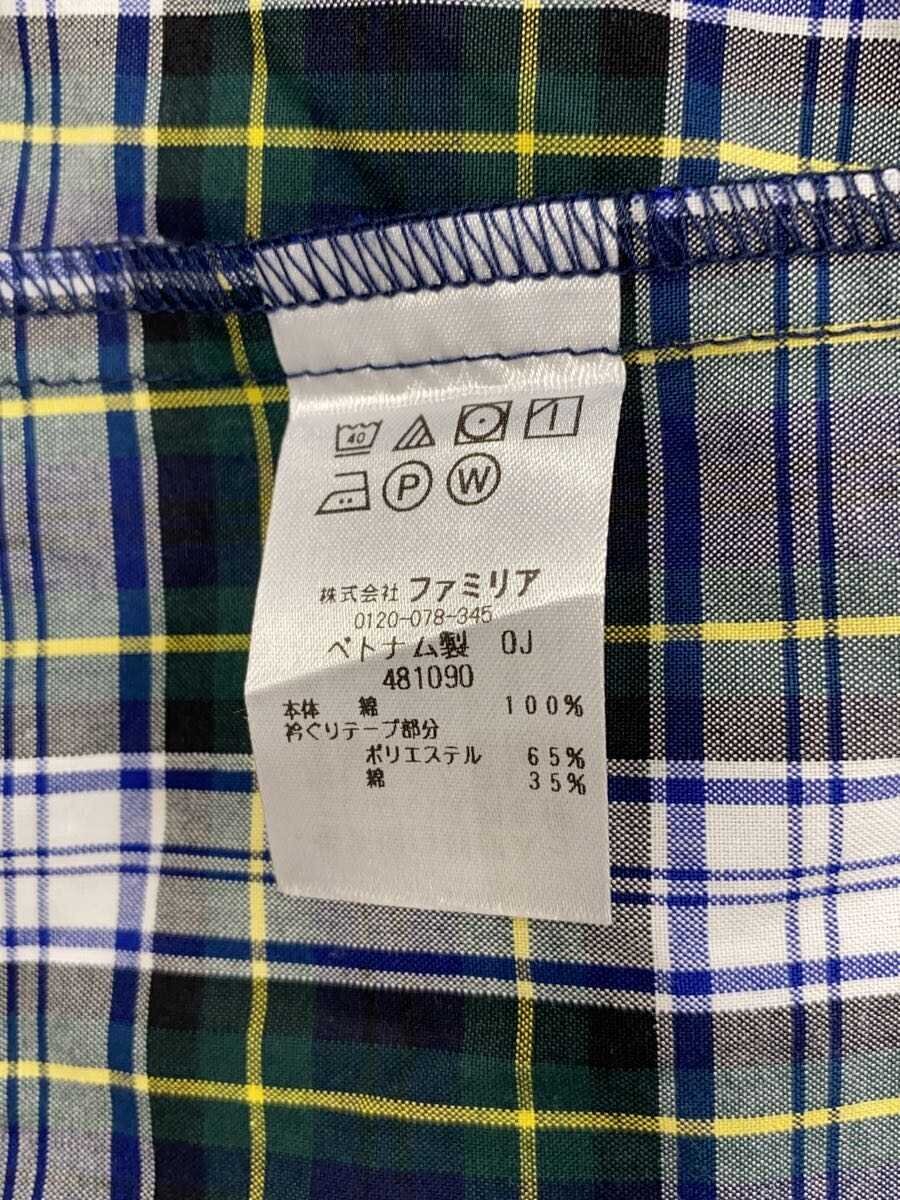 40
P W
株式会社 ファミリア
0120-078-345
ベトナム製 OJ
481090
本体 綿 100%
衿ぐりテープ部分
ポリエステル 65%
綿 35%